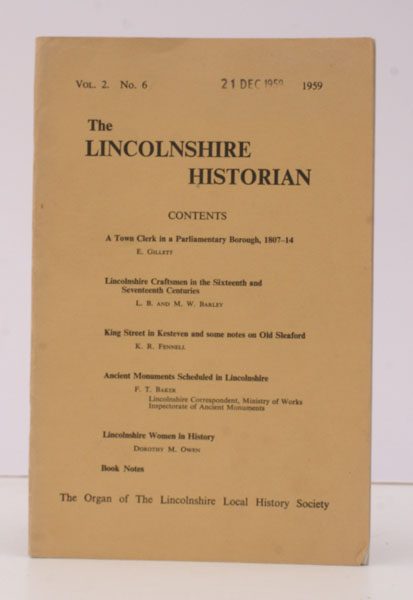 VOL. 2. No. 6 21 DEC 1959 1959
The
LINCOLNSHIRE
HISTORIAN
CONTENTS
A Town Clerk in a Parliamentary Borough, 1807–14
E. GILLETT
Lincolnshire Craftsmen in the Sixteenth and
Seventeenth Centuries
L. B. AND M. W. BARLEY
King Street in Kesteven and some notes on Old Sleaford
K. R. FENNELL
Ancient Monuments Scheduled in Lincolnshire
F. T. BAKER
Lincolnshire Correspondent, Ministry of Works
Inspectorate of Ancient Monuments
Lincolnshire Women in History
DOROTHY M. OWEN
Book Notes
The Organ of The Lincolnshire Local History Society